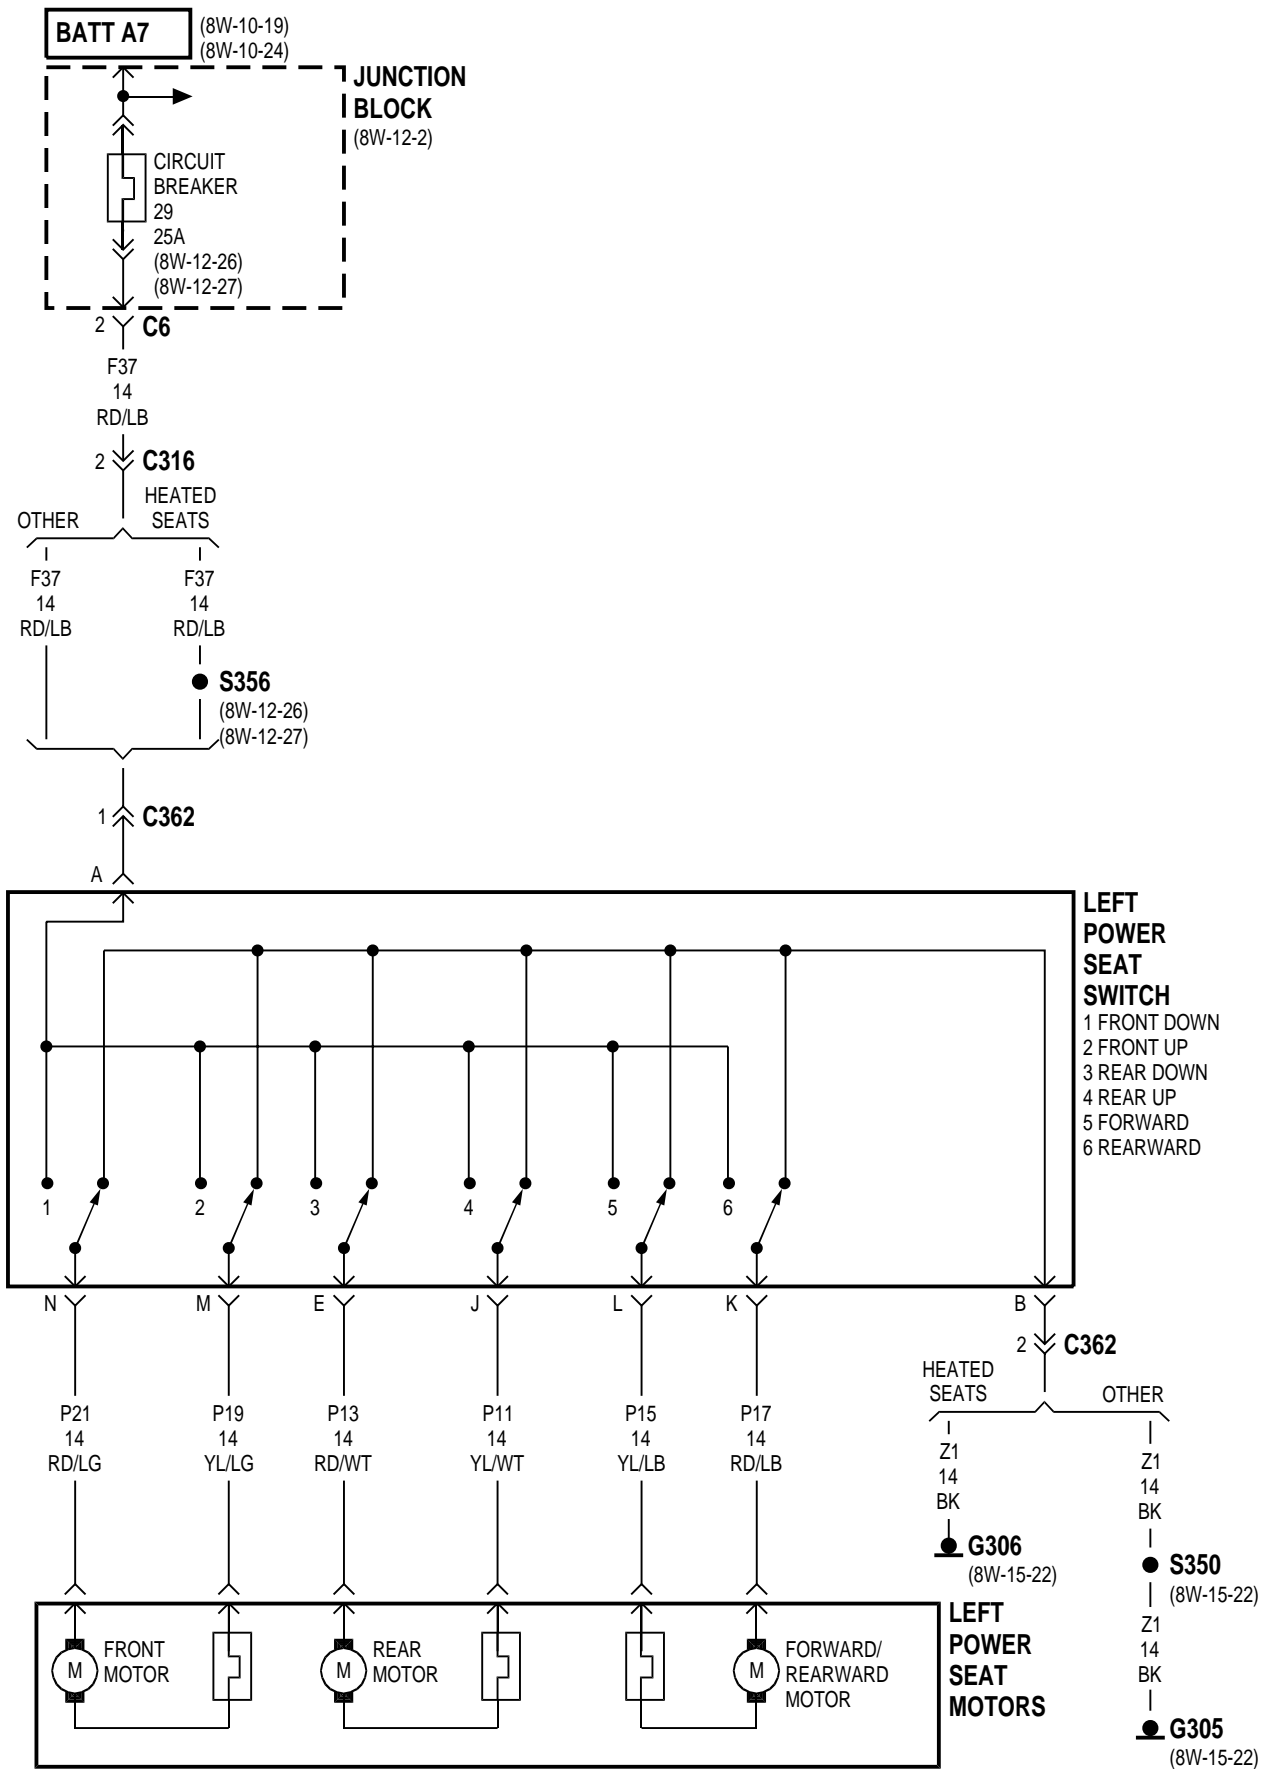 BATT A7
(8W-10-19)
(8W-10-24)
JUNCTION
BLOCK
(8W-12-2)
CIRCUIT
BREAKER
29
25A
(8W-12-26)
(8W-12-27)
2 C6
F37
14
RD/LB
2 C316
OTHER
HEATED
SEATS
F37
14
RD/LB
F37
14
RD/LB
S356
(8W-12-26)
(8W-12-27)
1 C362
A
LEFT
POWER
SEAT
SWITCH
1 FRONT DOWN
2 FRONT UP
3 REAR DOWN
4 REAR UP
5 FORWARD
6 REARWARD
1 2 3 4 5 6
N M E J L K B
2 C362
HEATED
SEATS
OTHER
P21
14
RD/LG
P19
14
YL/LG
P13
14
RD/WT
P11
14
YL/WT
P15
14
YL/LB
P17
14
RD/LB
Z1
14
BK
G306
(8W-15-22)
Z1
14
BK
S350
(8W-15-22)
Z1
14
BK
G305
(8W-15-22)
LEFT
POWER
SEAT
MOTORS
M
FRONT
MOTOR
M
REAR
MOTOR
M
FORWARD/
REARWARD
MOTOR